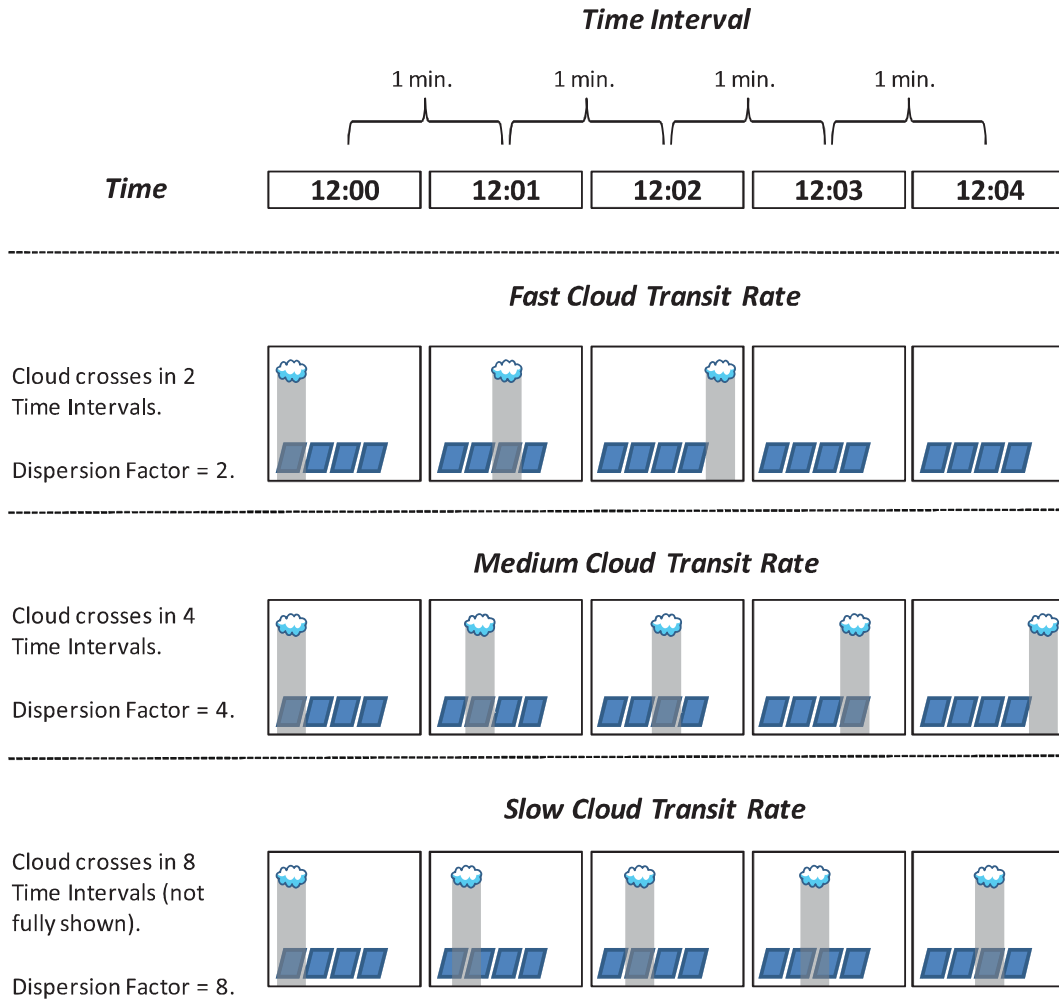 Time Interval
1 min. 1 min. 1 min. 1 min.
Time 12:00 12:01 12:02 12:03 12:04
Fast Cloud Transit Rate
Cloud crosses in 2
Time Intervals.
Dispersion Factor = 2.
Medium Cloud Transit Rate
Cloud crosses in 4
Time Intervals.
Dispersion Factor = 4.
Slow Cloud Transit Rate
Cloud crosses in 8
Time Intervals (not
fully shown).
Dispersion Factor = 8.